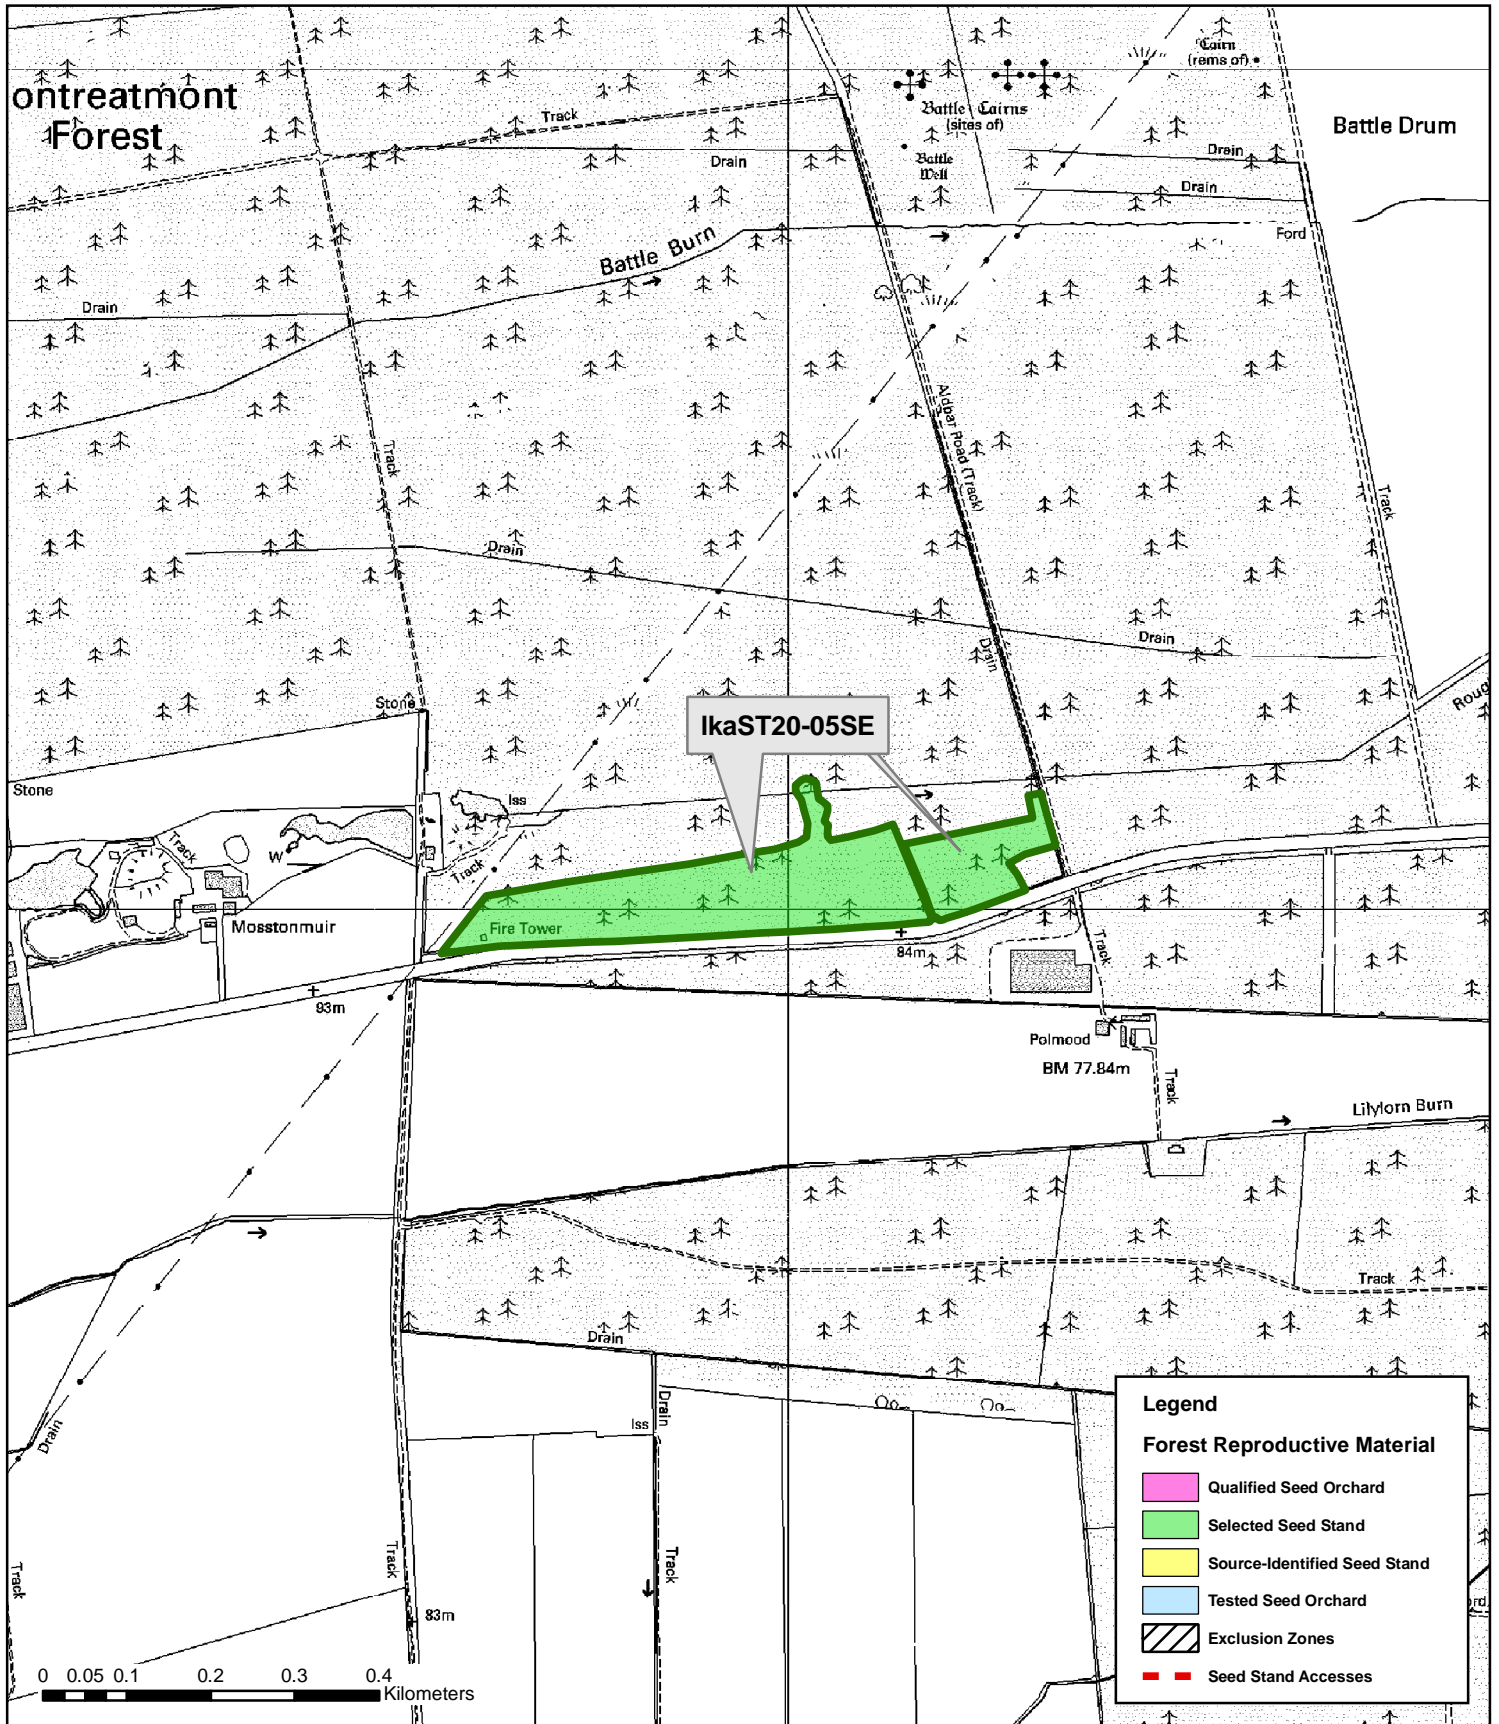 ontreatmont
Forest
Track
Drain
Battle Cairns
(sites of)
Battle
Well
Cairn
(rems of)
Battle Drum
Drain
Drain
Ford
Battle Burn
Drain
Track
Aldbar Road (Track)
Track
Drain
Drain
Drain
Stone
Stone
IkaST20-05SE
Iss
Track
W
Track
Mosstonmuir
Fire Tower
84m
93m
Track
Polmood
BM 77.84m
Track
Lilylorn Burn
Track
Drain
Drain
Iss
Drain
Track
Track
Track
83m
Legend
Forest Reproductive Material
Qualified Seed Orchard
Selected Seed Stand
Source-Identified Seed Stand
Tested Seed Orchard
Exclusion Zones
Seed Stand Accesses
0 0.05 0.1 0.2 0.3 0.4
Kilometers